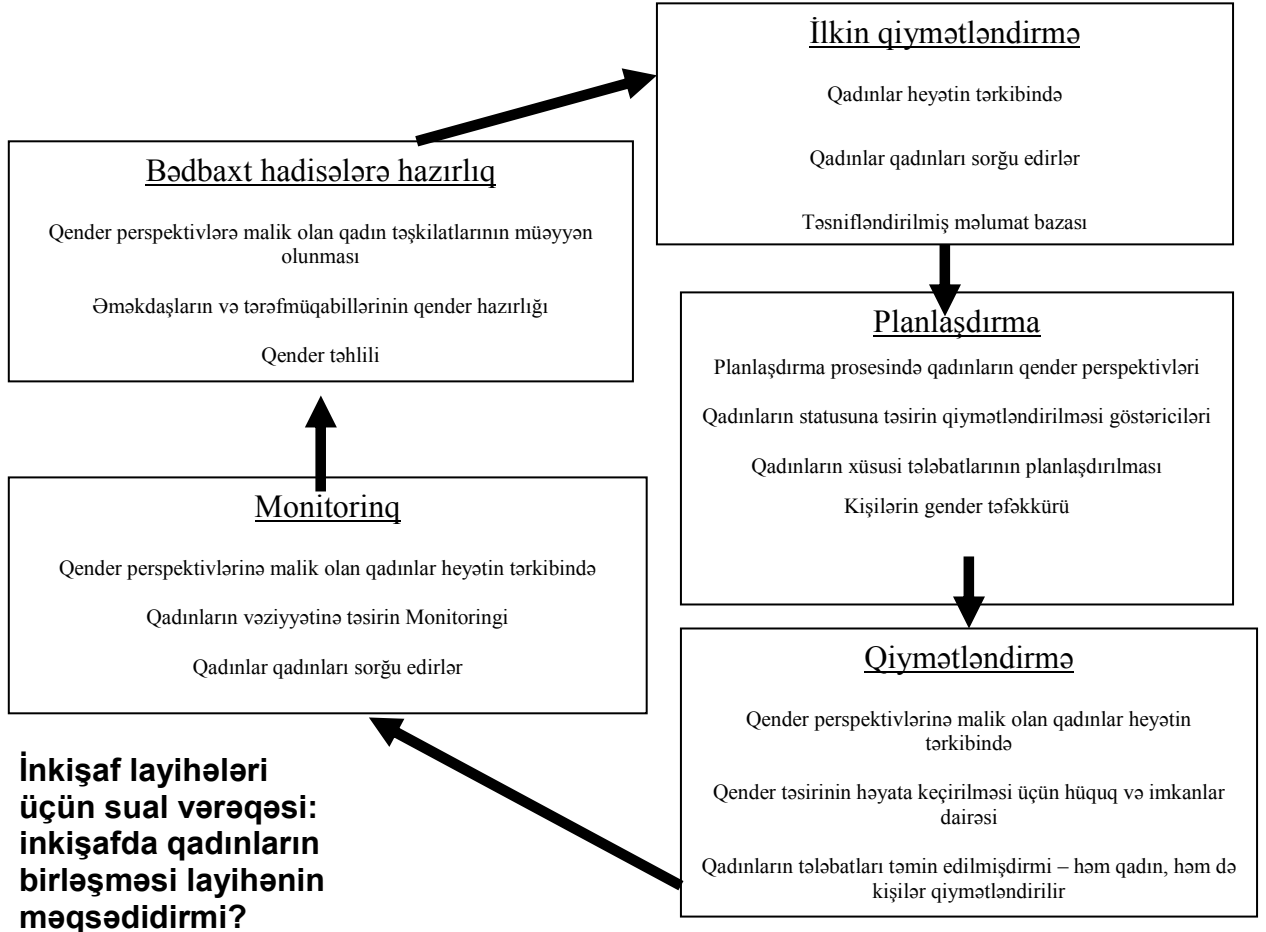 İlkin qiymətləndirmə
Qadınlar heyətin tərkibində
Qadınlar qadınları sorğu edirlər
Təsnifləndirilmiş məlumat bazası
Bədbaxt hadisələrə hazırlıq
Qender perspektivlərə malik olan qadın təşkilatlarının müəyyən
olunması
Əməkdaşların və tərəfmüqabillərinin qender hazırlığı
Qender təhlili
Planlaşdırma
Planlaşdırma prosesində qadınların qender perspektivləri
Qadınların statusuna təsirin qiymətləndirilməsi göstəriciləri
Qadınların xüsusi tələbatlarının planlaşdırılması
Kişilərin gender təfəkkürü
Monitorinq
Qender perspektivlərinə malik olan qadınlar heyətin tərkibində
Qadınların vəziyyətinə təsirin Monitoringi
Qadınlar qadınları sorğu edirlər
Qiymətləndirmə
Qender perspektivlərinə malik olan qadınlar heyətin
tərkibində
Qender təsirinin həyata keçirilməsi üçün hüquq və imkanlar
dairəsi
Qadınların tələbatları təmin edilmişdirmi – həm qadın, həm də
kişilər qiymətləndirilir
İnkişaf layihələri
üçün sual vərəqəsi:
inkişafda qadınların
birləşməsi layihənin
məqsədidirmi?